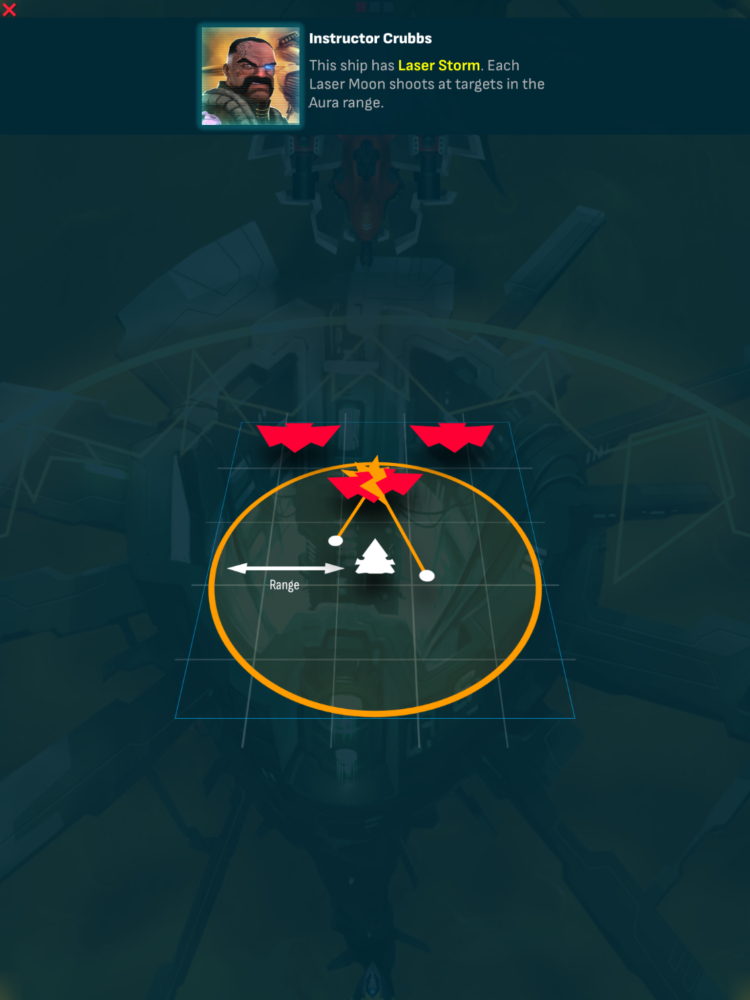 Instructor Crubbs
This ship has Laser Storm. Each
Laser Moon shoots at targets in the
Aura range.
Range